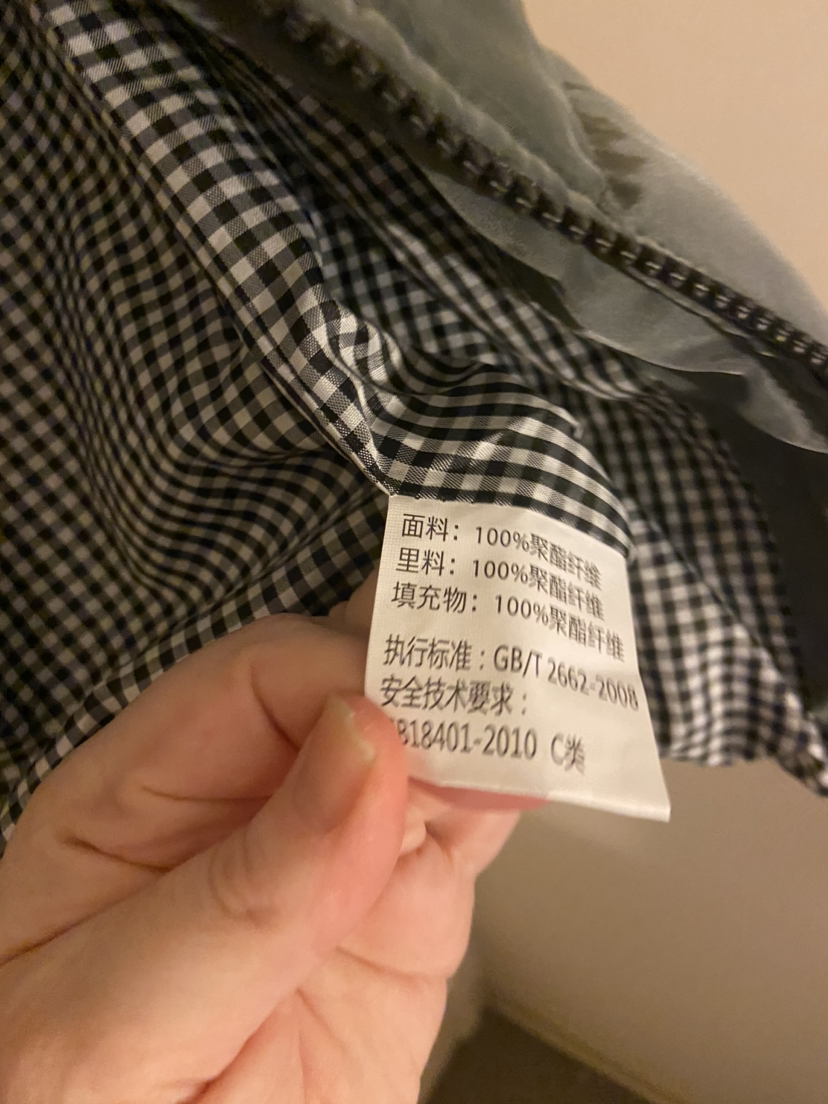 面料：100%聚酯纤维
里料：100%聚酯纤维
填充物：100%聚酯纤维
执行标准：GB/T 2662-2008
安全技术要求：
B18401-2010 C类